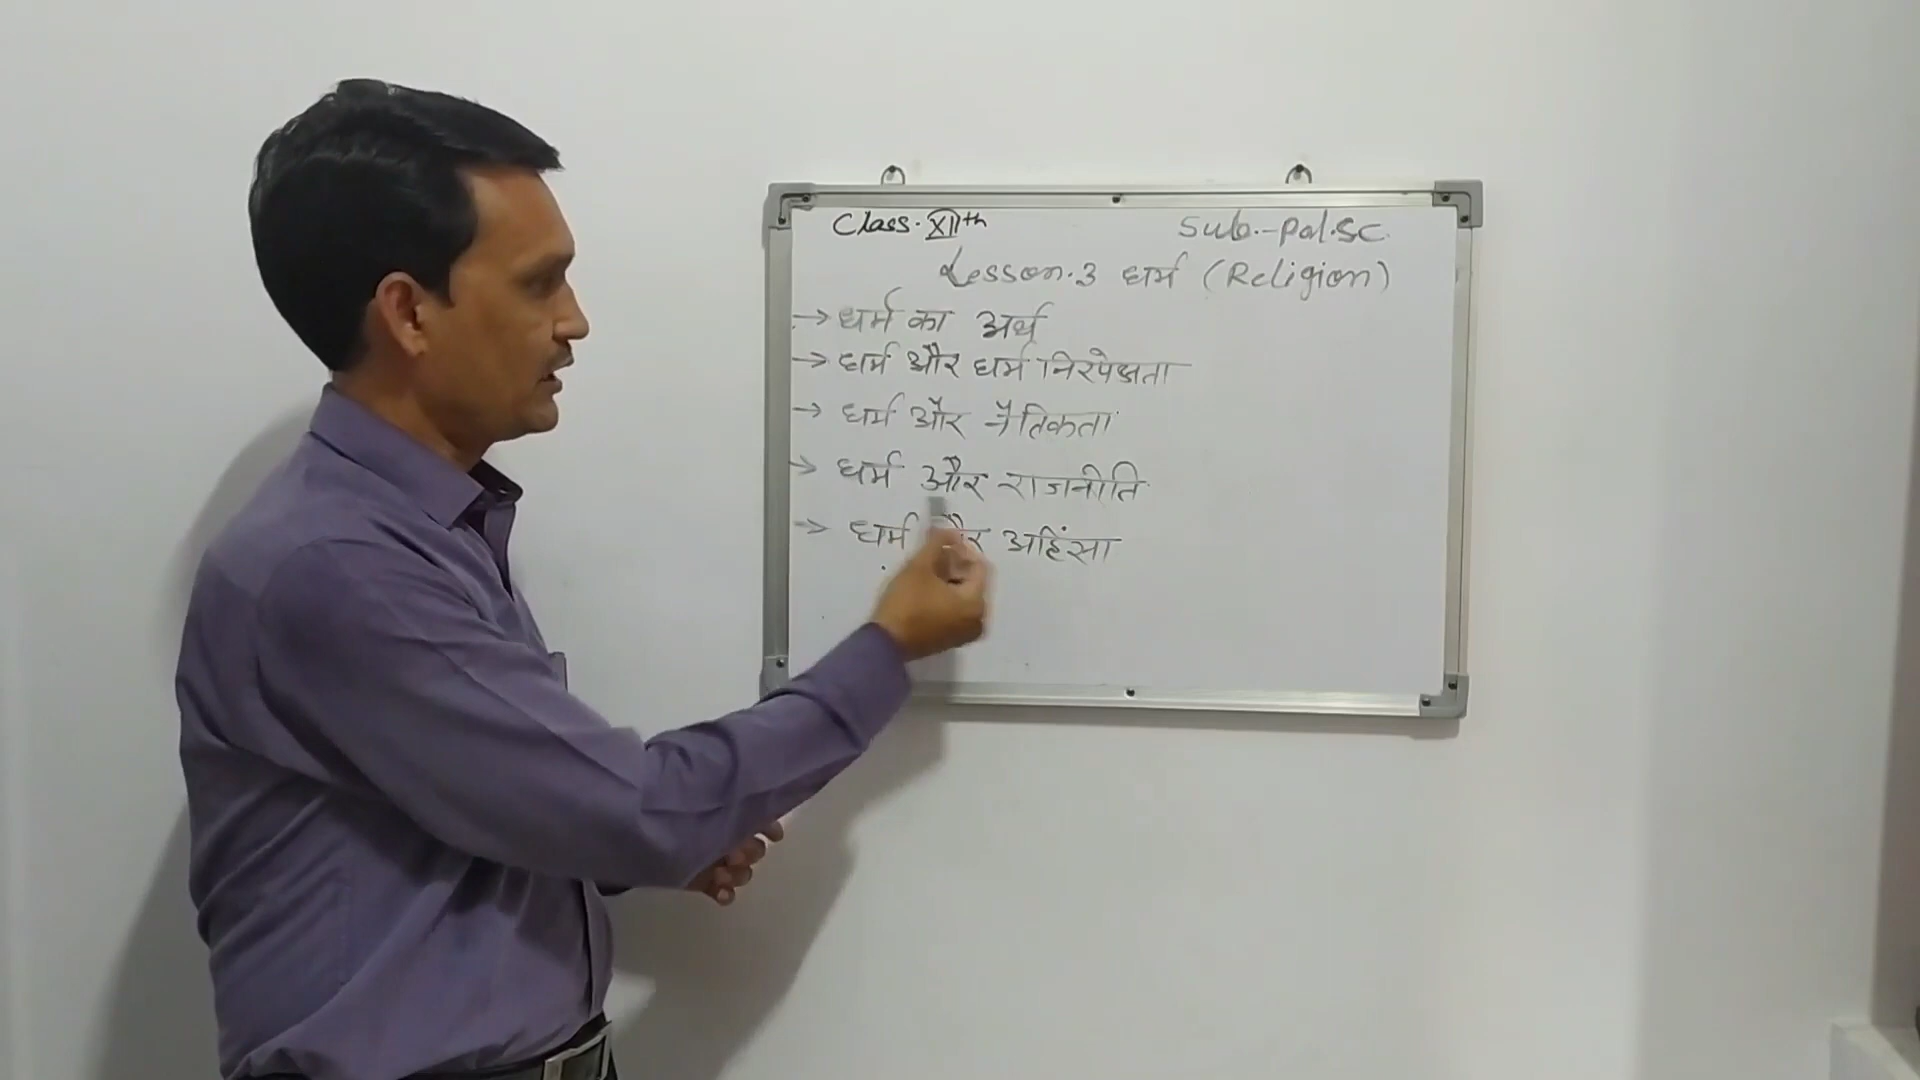 Class. XIIth Sub.-Pol.Sc.
Lesson.3 धर्म (Religion)
→ धर्म का अर्थ
→ धर्म और धर्म निरपेक्षता
→ धर्म और नैतिकता
→ धर्म और राजनीति
→ धर्म और अहिंसा